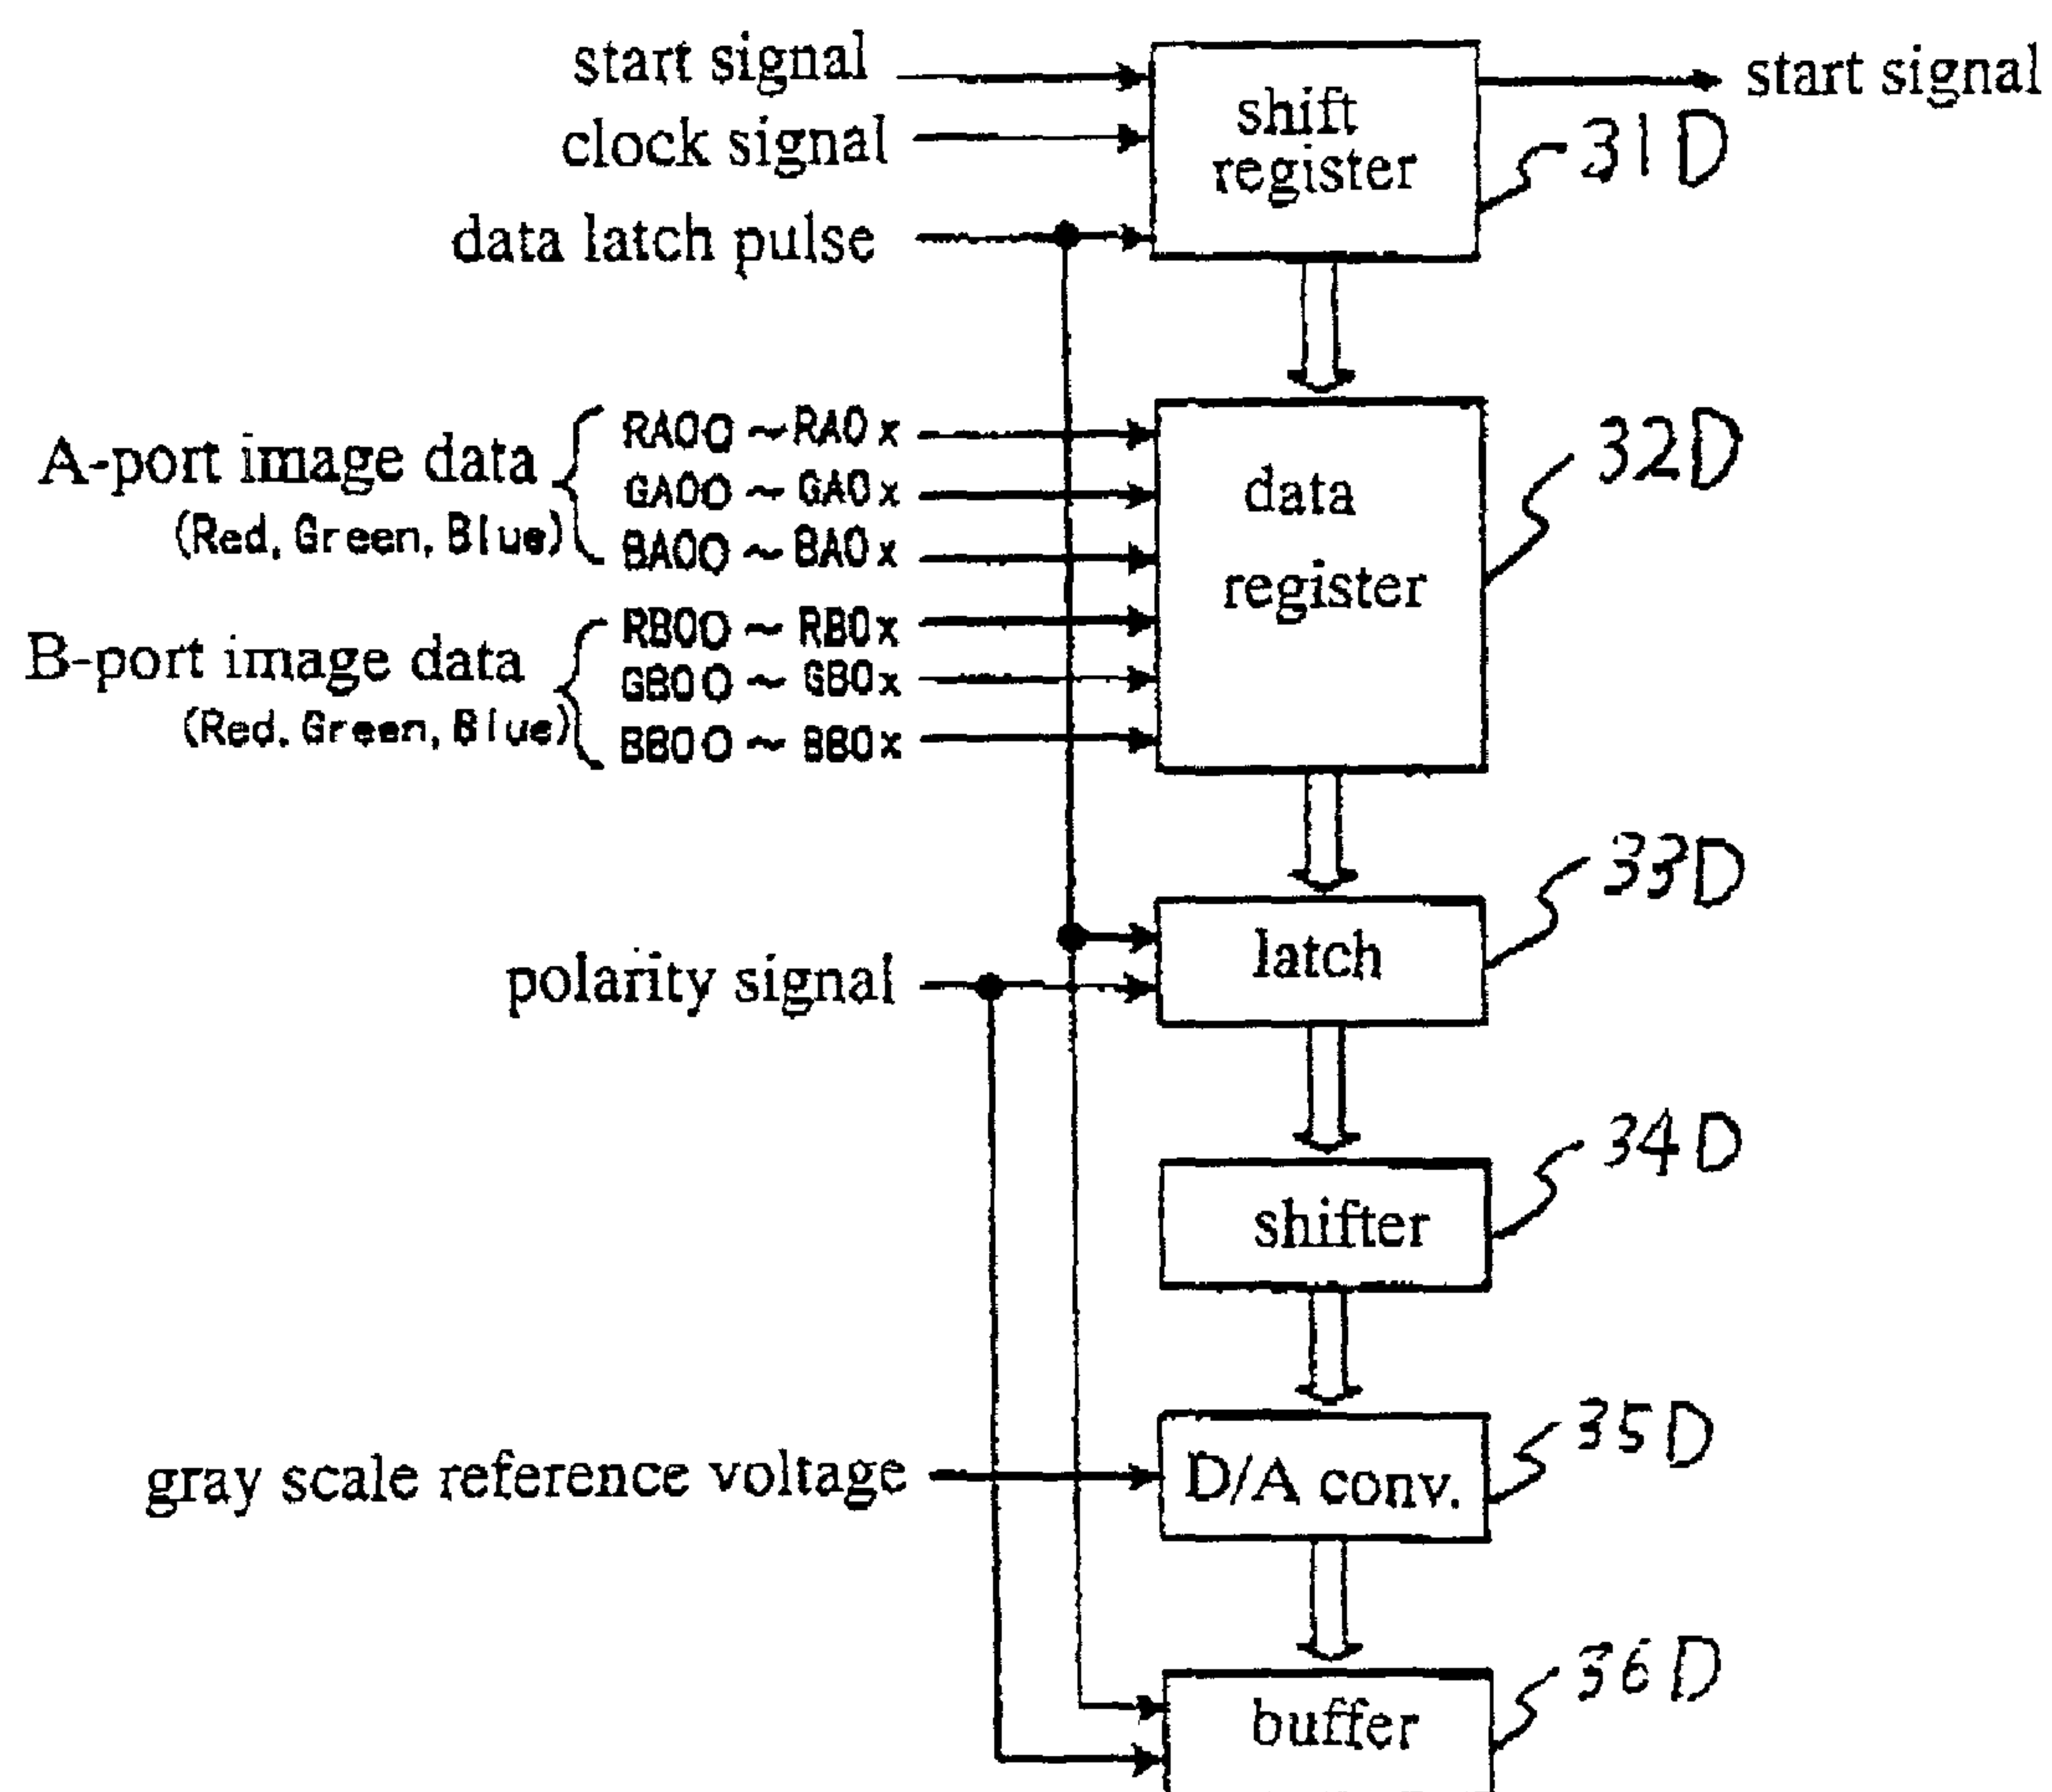 start signal
start signal
clock signal
shift
register
31D
data latch pulse
A-port image data
(Red, Green, Blue)
RA00 ~ RA0x
GA00 ~ GA0x
BA00 ~ BA0x
B-port image data
(Red, Green, Blue)
RB00 ~ RB0x
GB00 ~ GB0x
BB00 ~ BB0x
data
register
32D
latch
33D
polarity signal
shifter
34D
gray scale reference voltage
D/A conv.
35D
buffer
36D